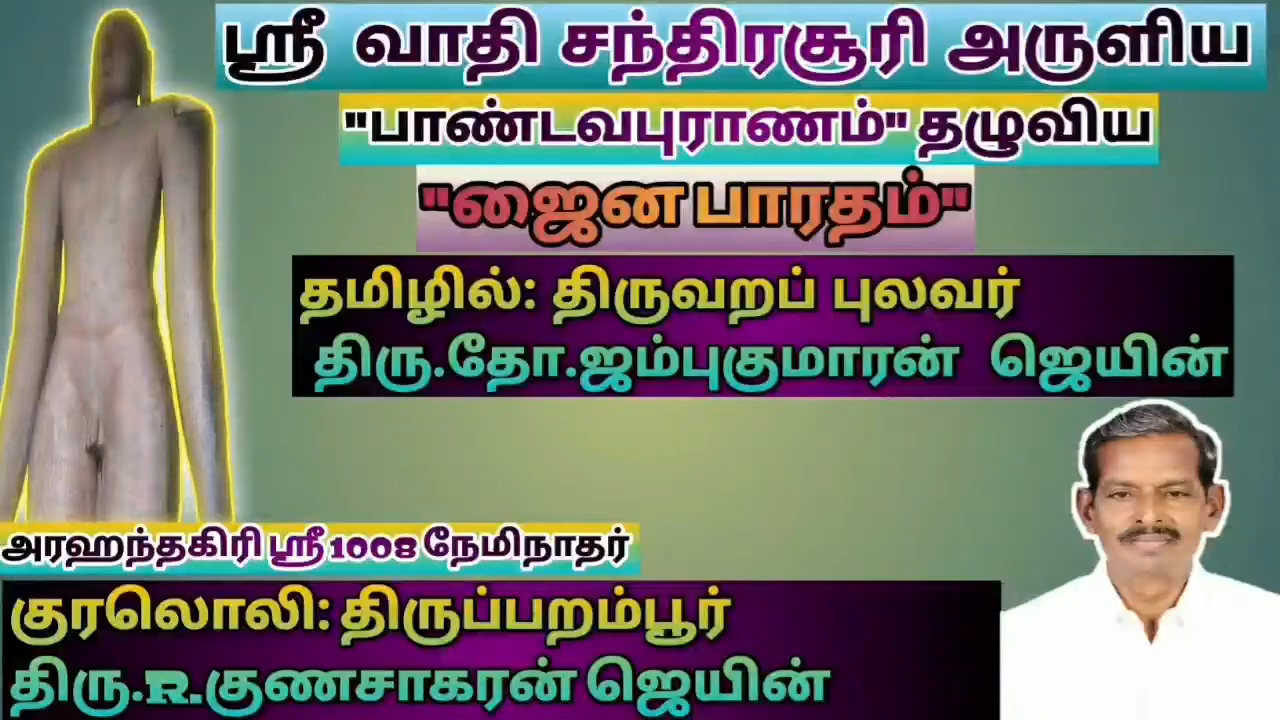 ஸ்ரீ வாதி சந்திரசூரி அருளிய
"பாண்டவபுராணம்" தழுவிய
"ஜைன பாரதம்"
தமிழில்: திருவறப் புலவர்
திரு.தோ.ஜம்புகுமாரன் ஜெயின்
அரஹந்தகிரி ஸ்ரீ 1008 நேமிநாதர்
குரலொலி: திருப்பறம்பூர்
திரு.R.குணசாகரன் ஜெயின்